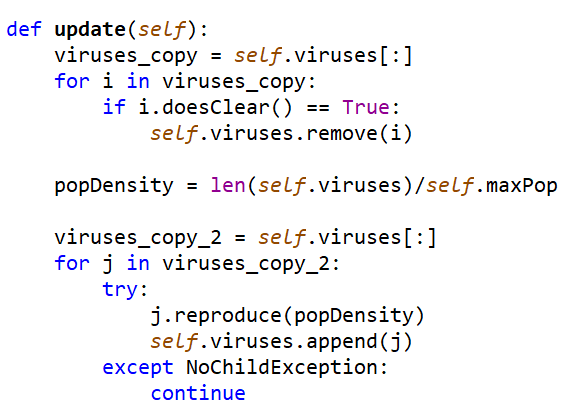 def update(self):
    viruses_copy = self.viruses[:]
    for i in viruses_copy:
        if i.doesClear() == True:
            self.viruses.remove(i)

    popDensity = len(self.viruses)/self.maxPop

    viruses_copy_2 = self.viruses[:]
    for j in viruses_copy_2:
        try:
            j.reproduce(popDensity)
            self.viruses.append(j)
        except NoChildException:
            continue